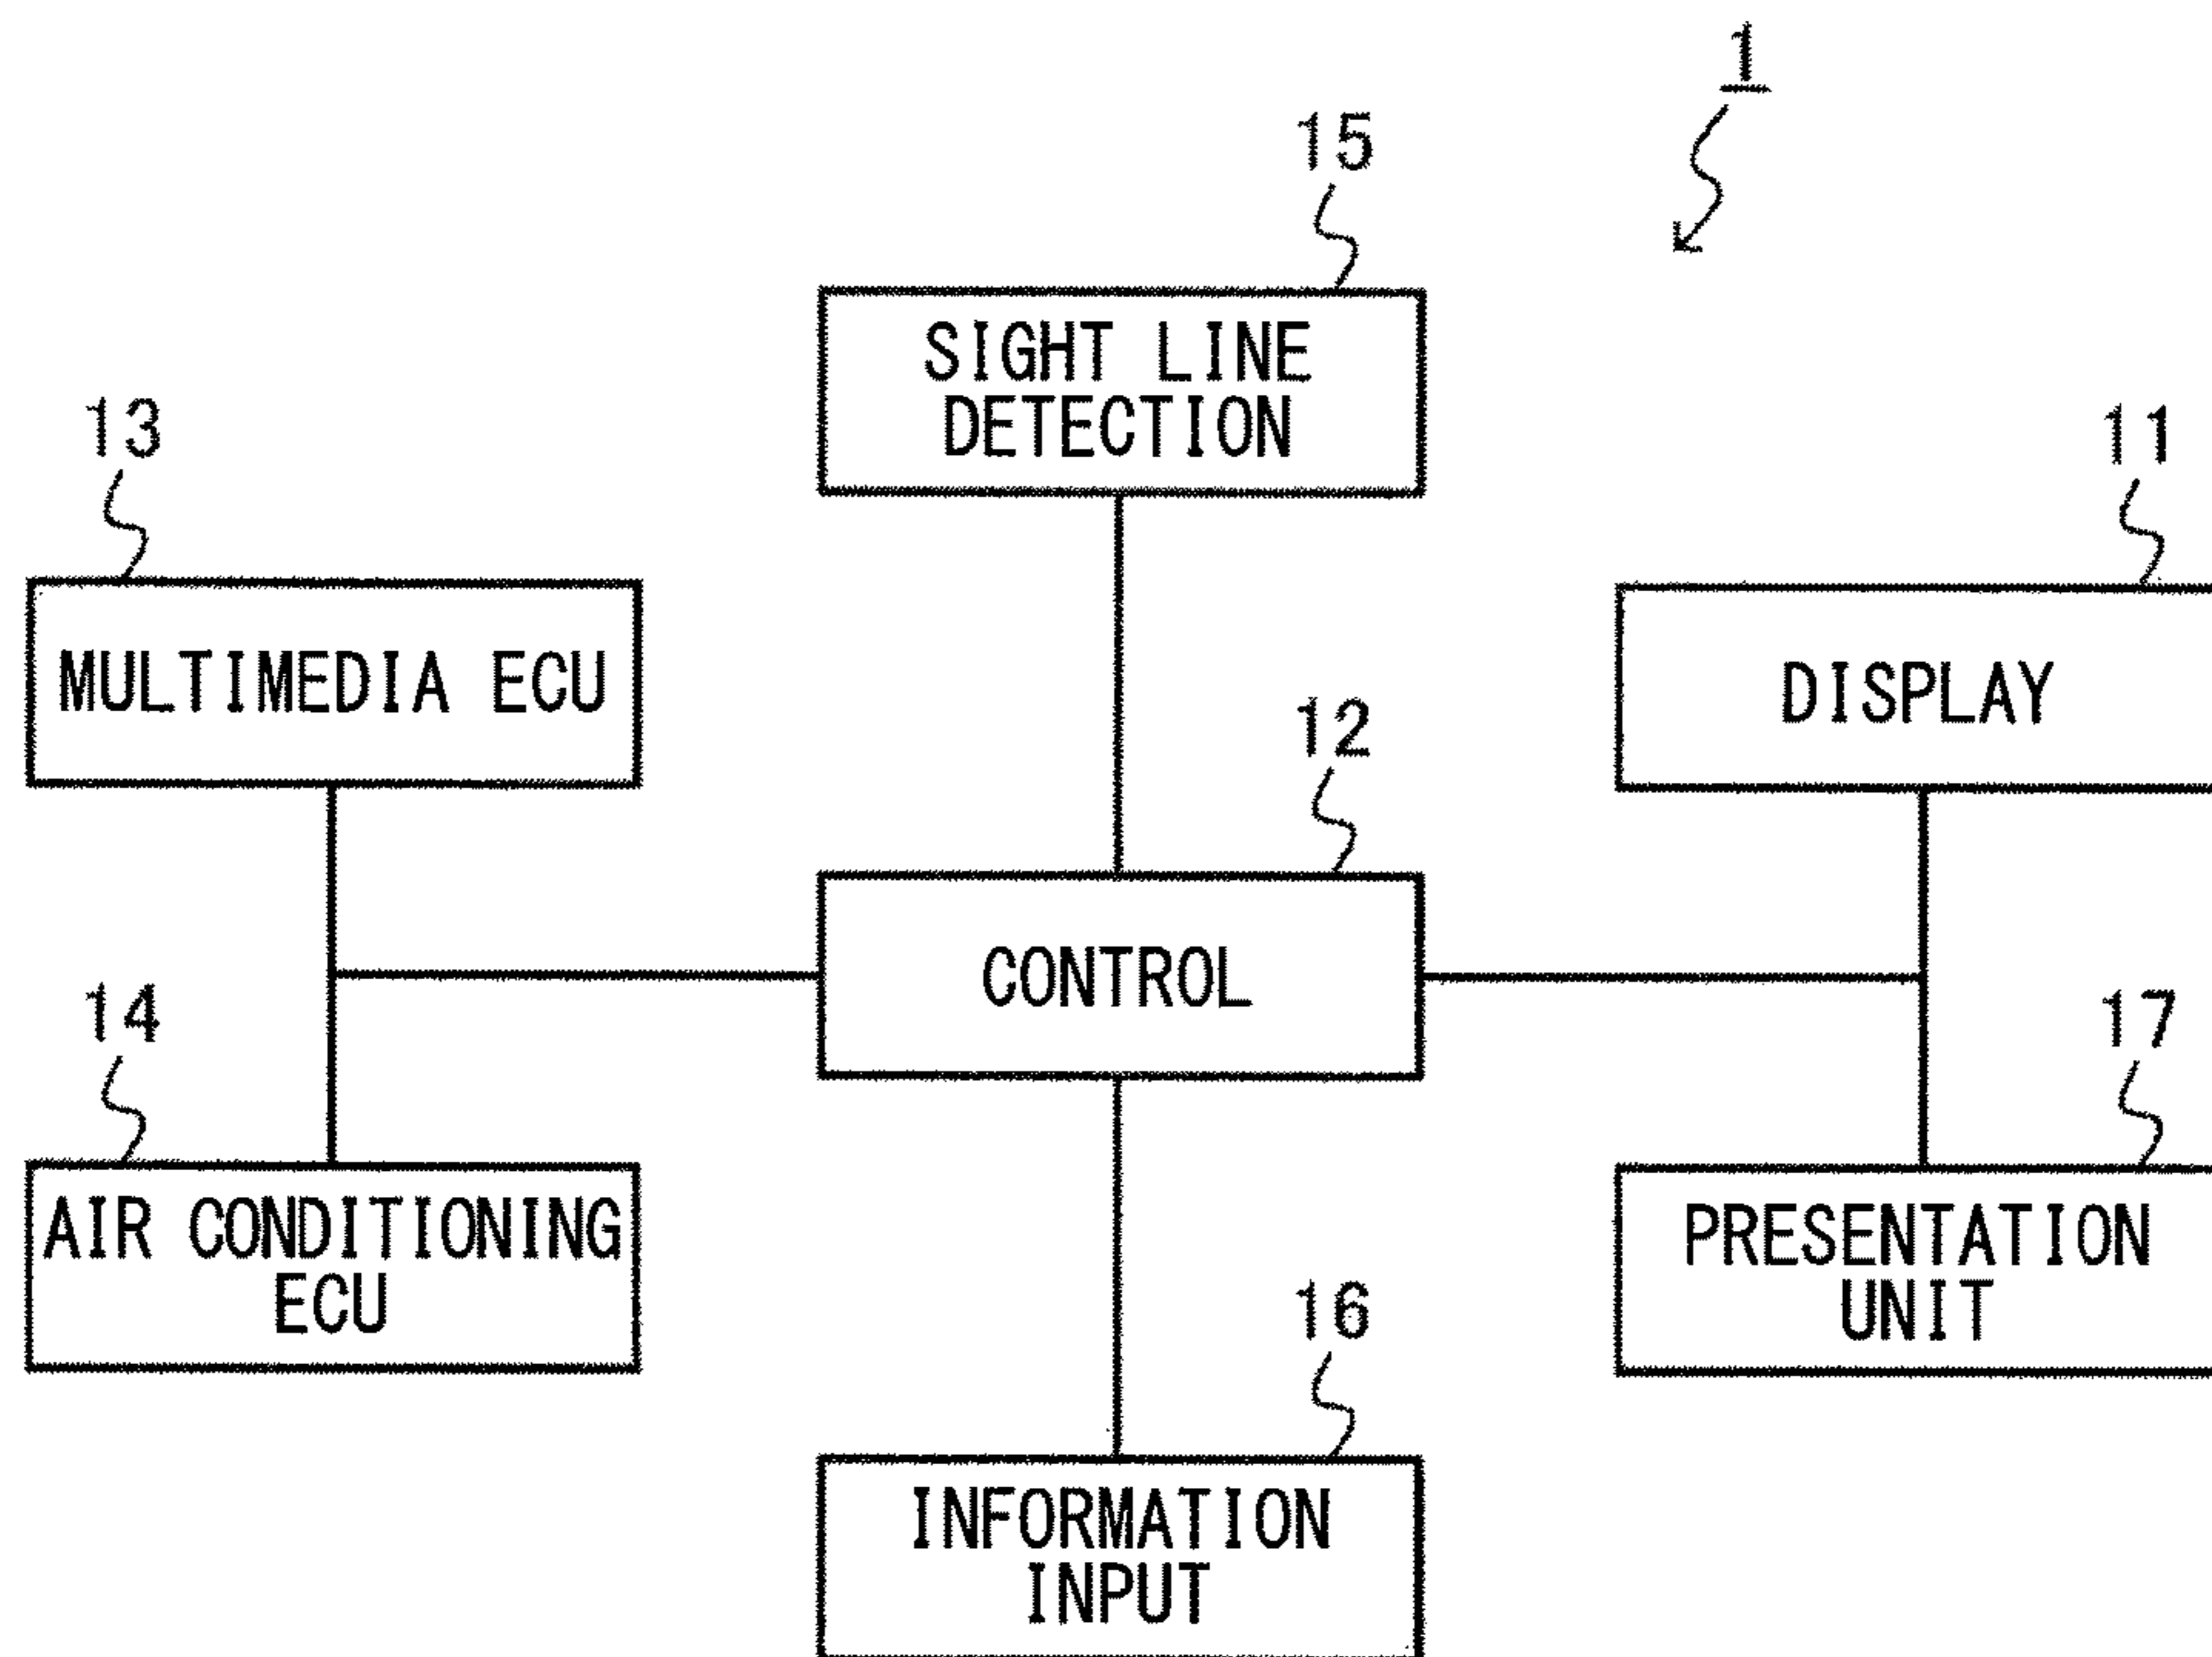 1
15
SIGHT LINE
DETECTION
13
MULTIMEDIA ECU
11
DISPLAY
12
CONTROL
14
AIR CONDITIONING
ECU
17
PRESENTATION
UNIT
16
INFORMATION
INPUT